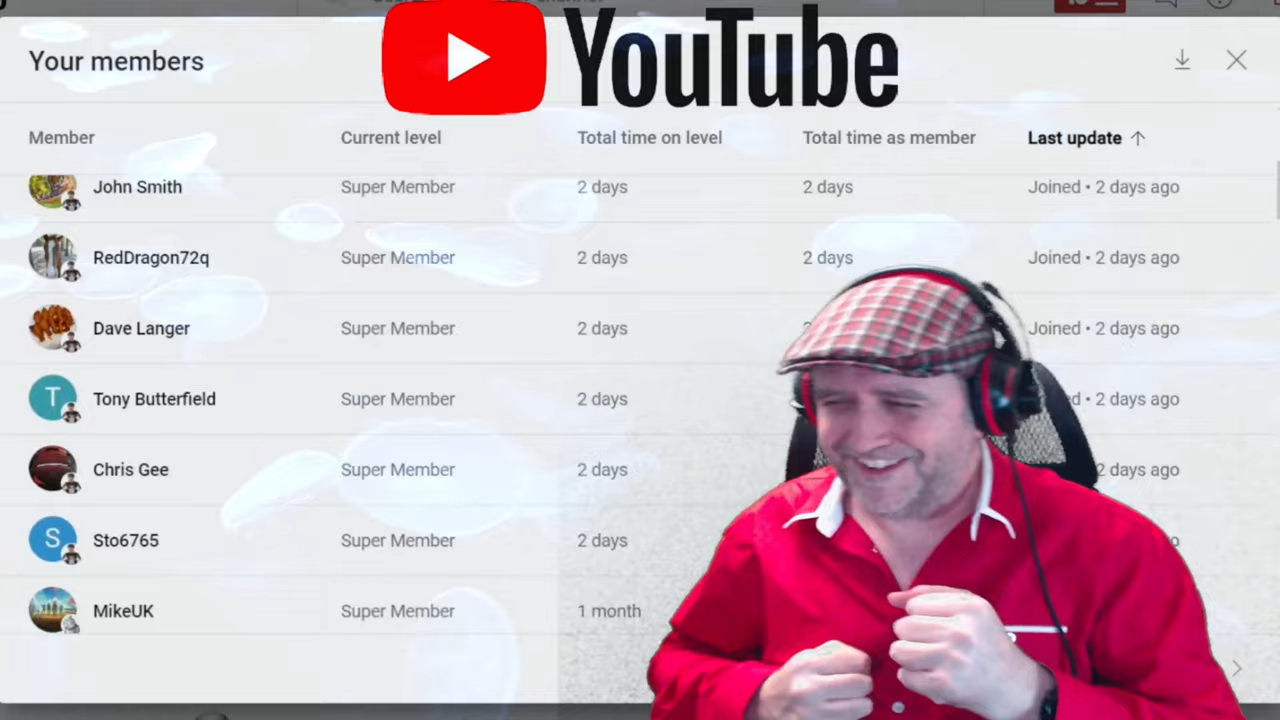 YouTube
Your members
Member Current level Total time on level Total time as member Last update
John Smith Super Member 2 days 2 days Joined • 2 days ago
RedDragon72q Super Member 2 days 2 days Joined • 2 days ago
Dave Langer Super Member 2 days Joined • 2 days ago
T Tony Butterfield Super Member 2 days • 2 days ago
Chris Gee Super Member 2 days 2 days ago
S Sto6765 Super Member 2 days
MikeUK Super Member 1 month